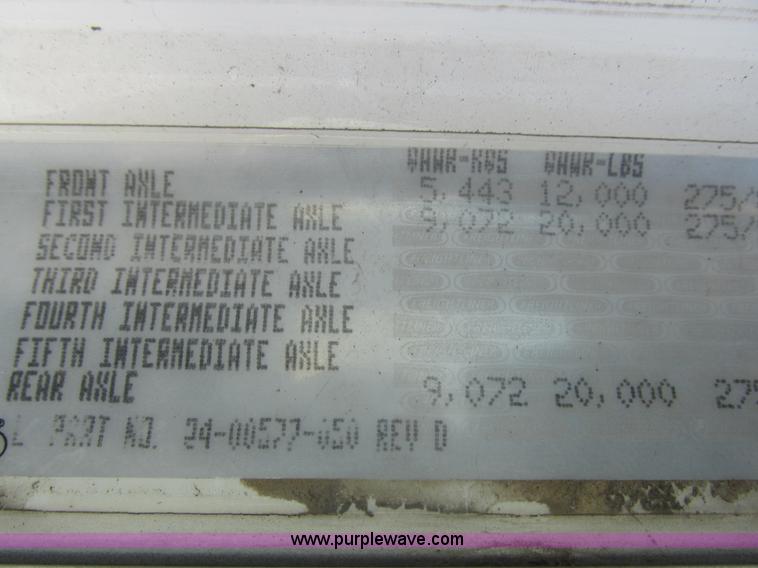 GAWR-KGS GAWR-LBS
FRONT AXLE 5,443 12,000 275/
FIRST INTERMEDIATE AXLE 9,072 20,000 275/
SECOND INTERMEDIATE AXLE
THIRD INTERMEDIATE AXLE
FOURTH INTERMEDIATE AXLE
FIFTH INTERMEDIATE AXLE
REAR AXLE 9,072 20,000 275
PART NO. 24-00577-050 REV D
www.purplewave.com